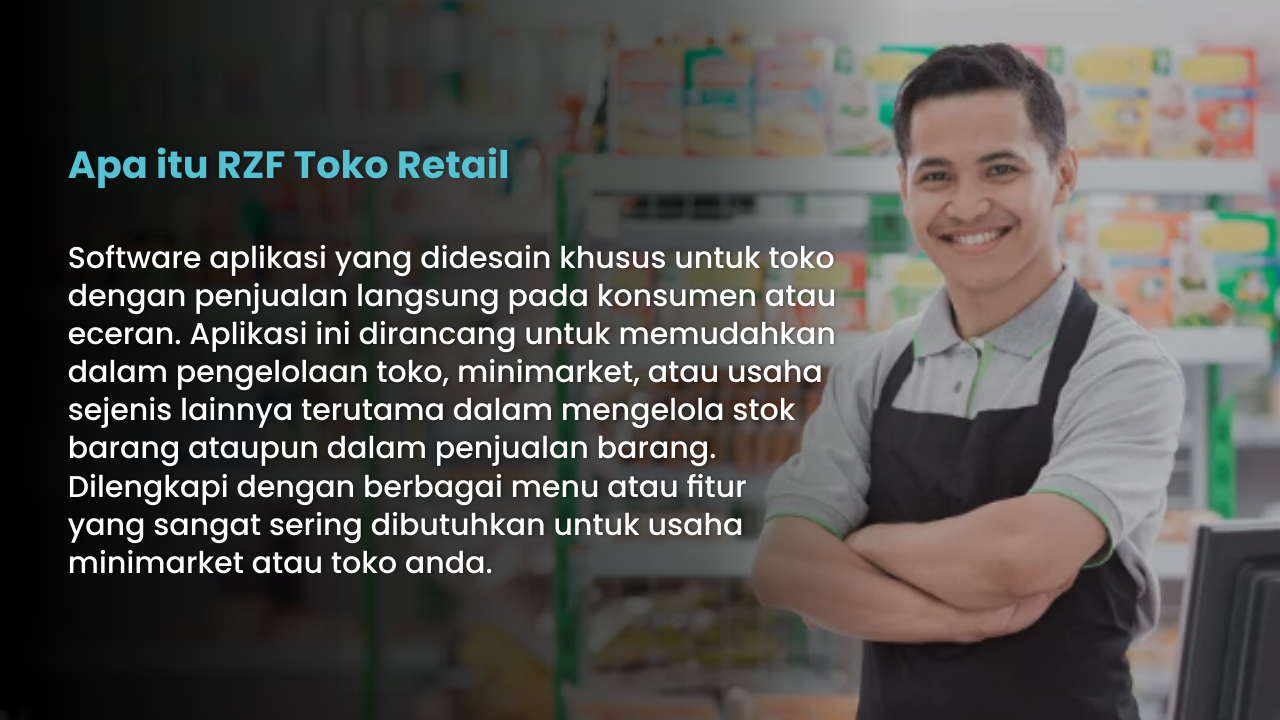 Apa itu RZF Toko Retail
Software aplikasi yang didesain khusus untuk toko
dengan penjualan langsung pada konsumen atau
eceran. Aplikasi ini dirancang untuk memudahkan
dalam pengelolaan toko, minimarket, atau usaha
sejenis lainnya terutama dalam mengelola stok
barang ataupun dalam penjualan barang.
Dilengkapi dengan berbagai menu atau fitur
yang sangat sering dibutuhkan untuk usaha
minimarket atau toko anda.